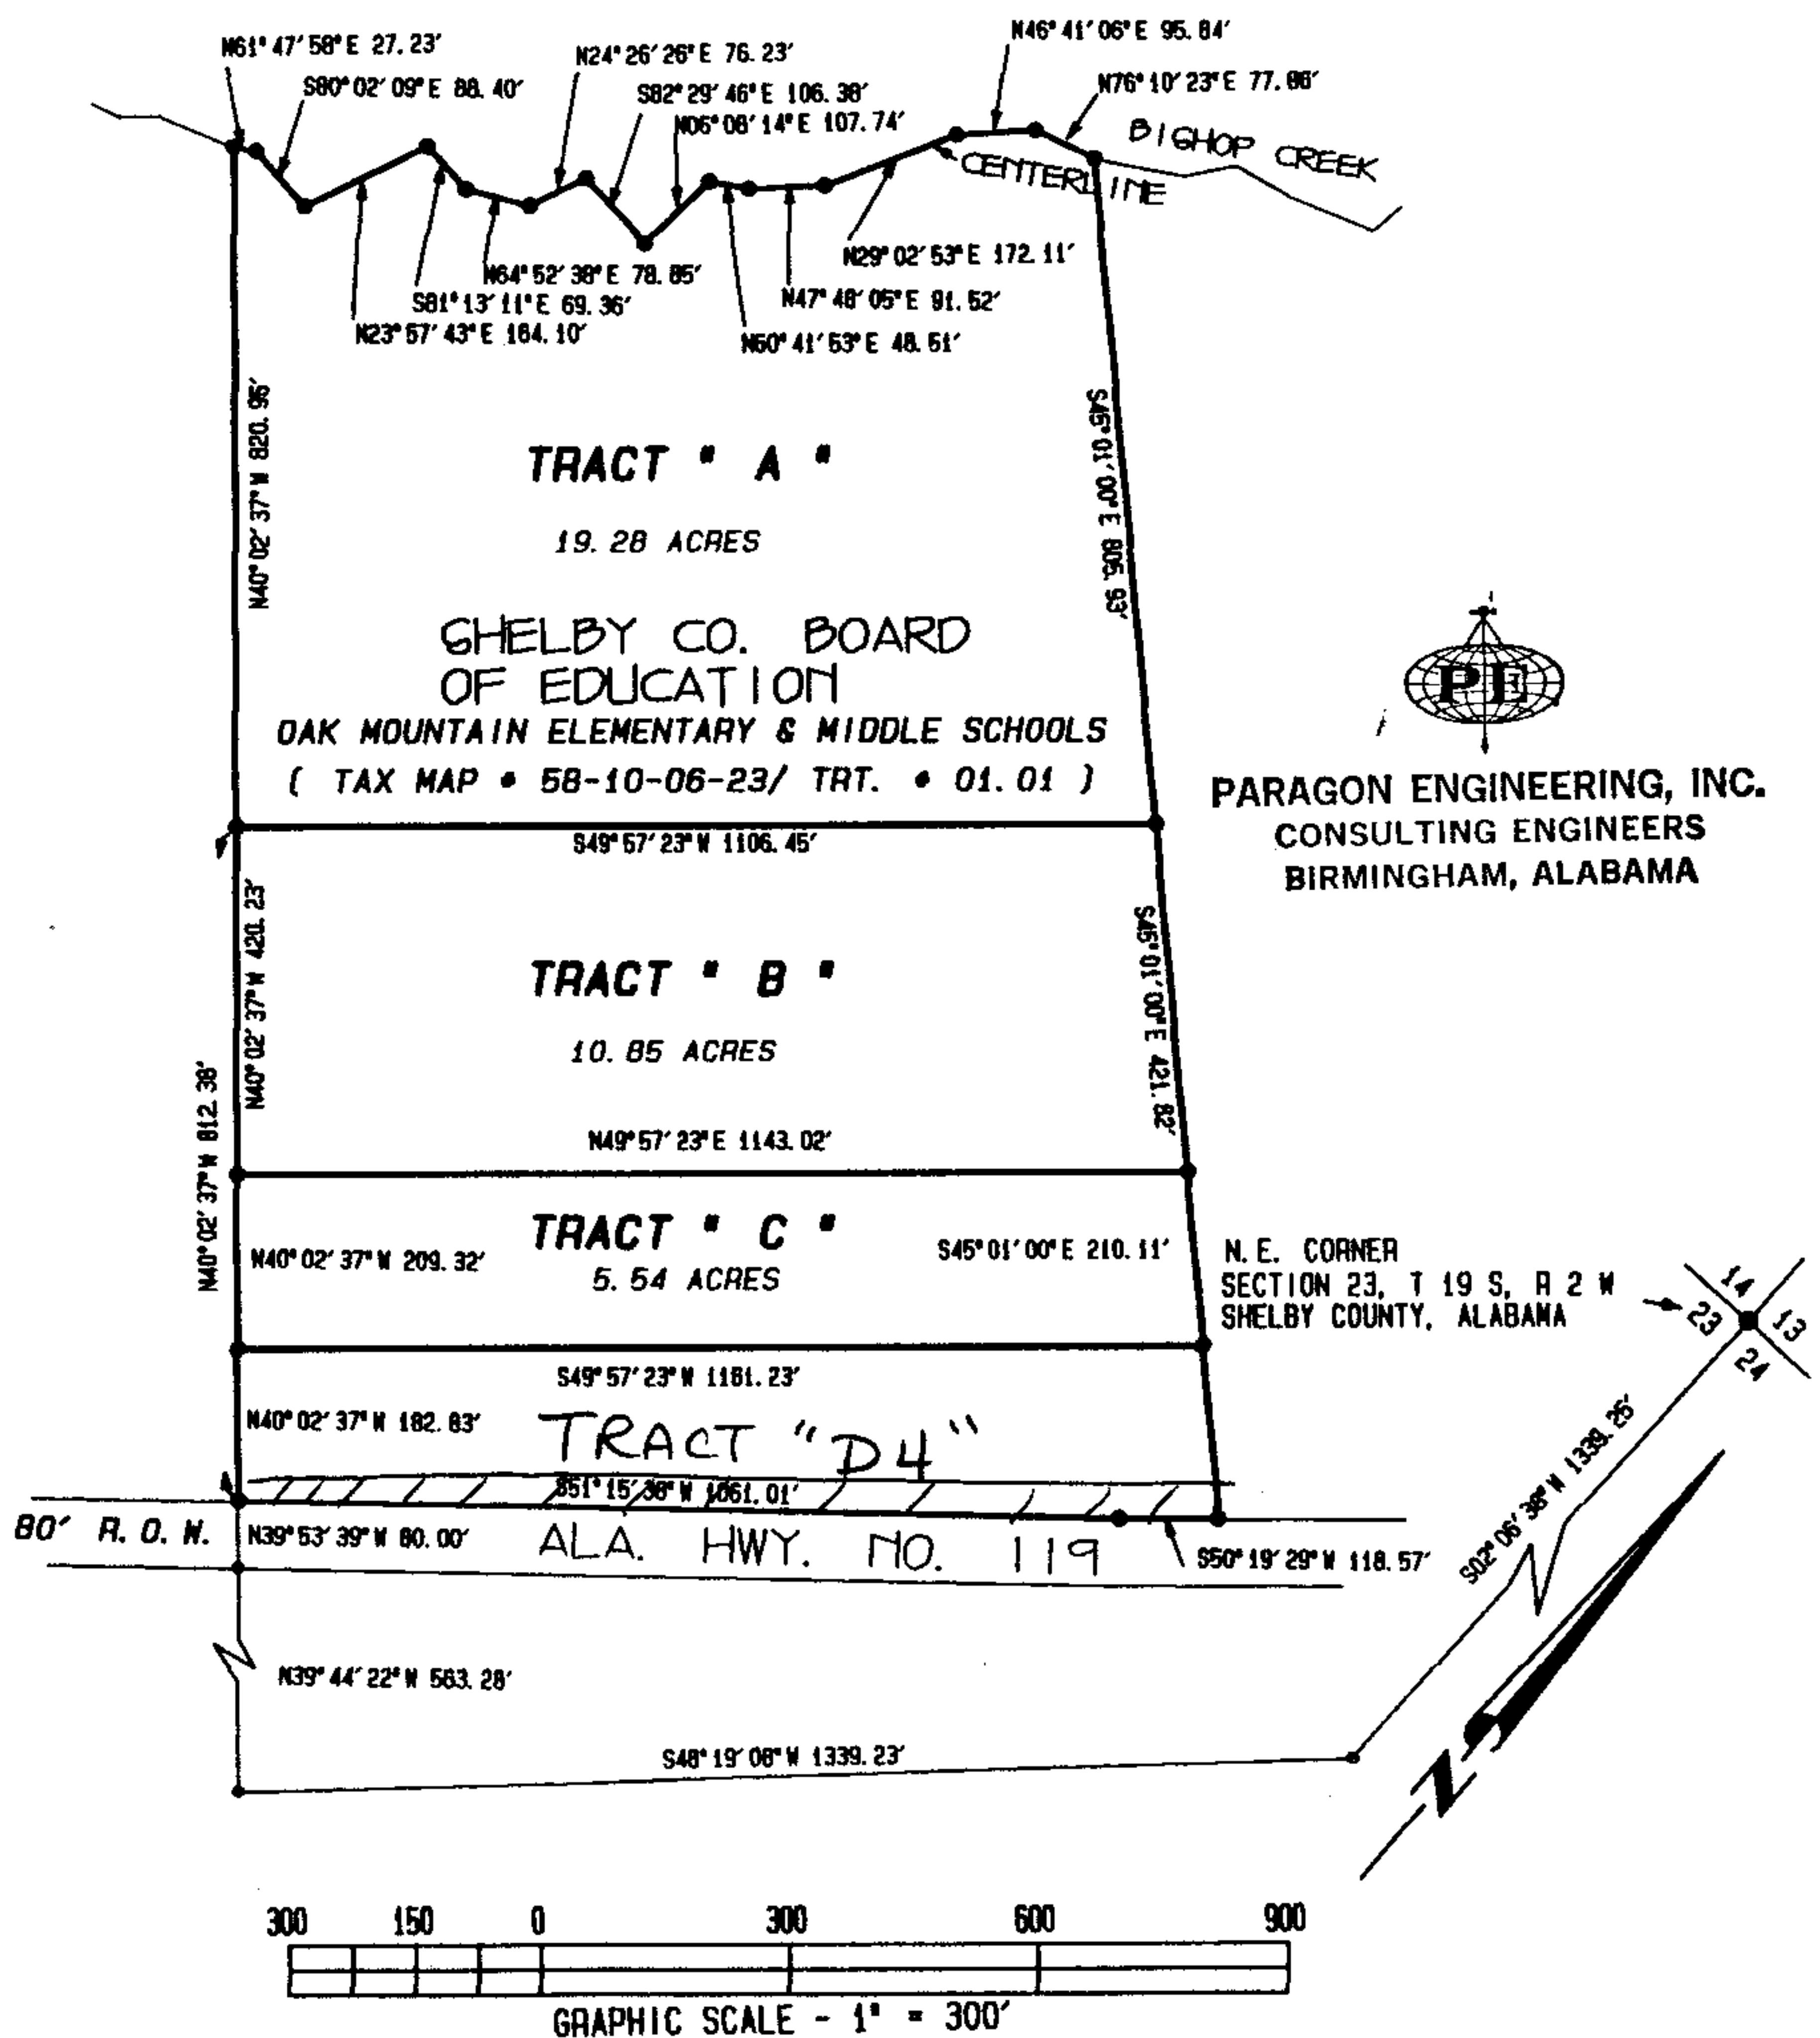 N61° 47′ 58" E 27. 23′
S80° 02′ 09" E 88. 40′
N24° 26′ 26" E 76. 23′
S82° 29′ 46" E 106. 38′
N06° 08′ 14" E 107. 74′
N46° 41′ 06" E 95. 84′
N76° 10′ 23" E 77. 86′
BISHOP CREEK
CENTERLINE
N29° 02′ 53" E 172. 11′
N64° 52′ 38" E 78. 85′
S81° 13′ 11" E 69. 36′
N23° 57′ 43" E 164. 10′
N47° 48′ 05" E 91. 52′
N50° 41′ 53" E 48. 51′
N40° 02′ 37" W 820. 95′
S45° 01′ 00" E 805. 93′
TRACT " A "
19. 28 ACRES
SHELBY CO. BOARD
OF EDUCATION
OAK MOUNTAIN ELEMENTARY & MIDDLE SCHOOLS
( TAX MAP # 58-10-06-23/ TRT. # 01. 01 )
PE
PARAGON ENGINEERING, INC.
CONSULTING ENGINEERS
BIRMINGHAM, ALABAMA
S49° 57′ 23" W 1106. 45′
N40° 02′ 37" W 420. 23′
S45° 01′ 00" E 421. 82′
TRACT " B "
10. 85 ACRES
N40° 02′ 37" W 812. 38′
N49° 57′ 23" E 1143. 02′
TRACT " C "
5. 54 ACRES
N40° 02′ 37" W 209. 32′
S45° 01′ 00" E 210. 11′
N. E. CORNER
SECTION 23, T 19 S, R 2 W
SHELBY COUNTY, ALABAMA
14
23
13
24
S49° 57′ 23" W 1161. 23′
N40° 02′ 37" W 182. 83′
TRACT "D4"
S51° 15′ 38" W 1061. 01′
80′ R. O. W.
N39° 53′ 39" W 80. 00′
ALA. HWY. NO. 119
S50° 19′ 29" W 118. 57′
S02° 06′ 38" W 1339. 25′
N39° 44′ 22" W 563. 28′
S48° 19′ 08" W 1339. 23′
N
300 150 0 300 600 900
GRAPHIC SCALE - 1" = 300′